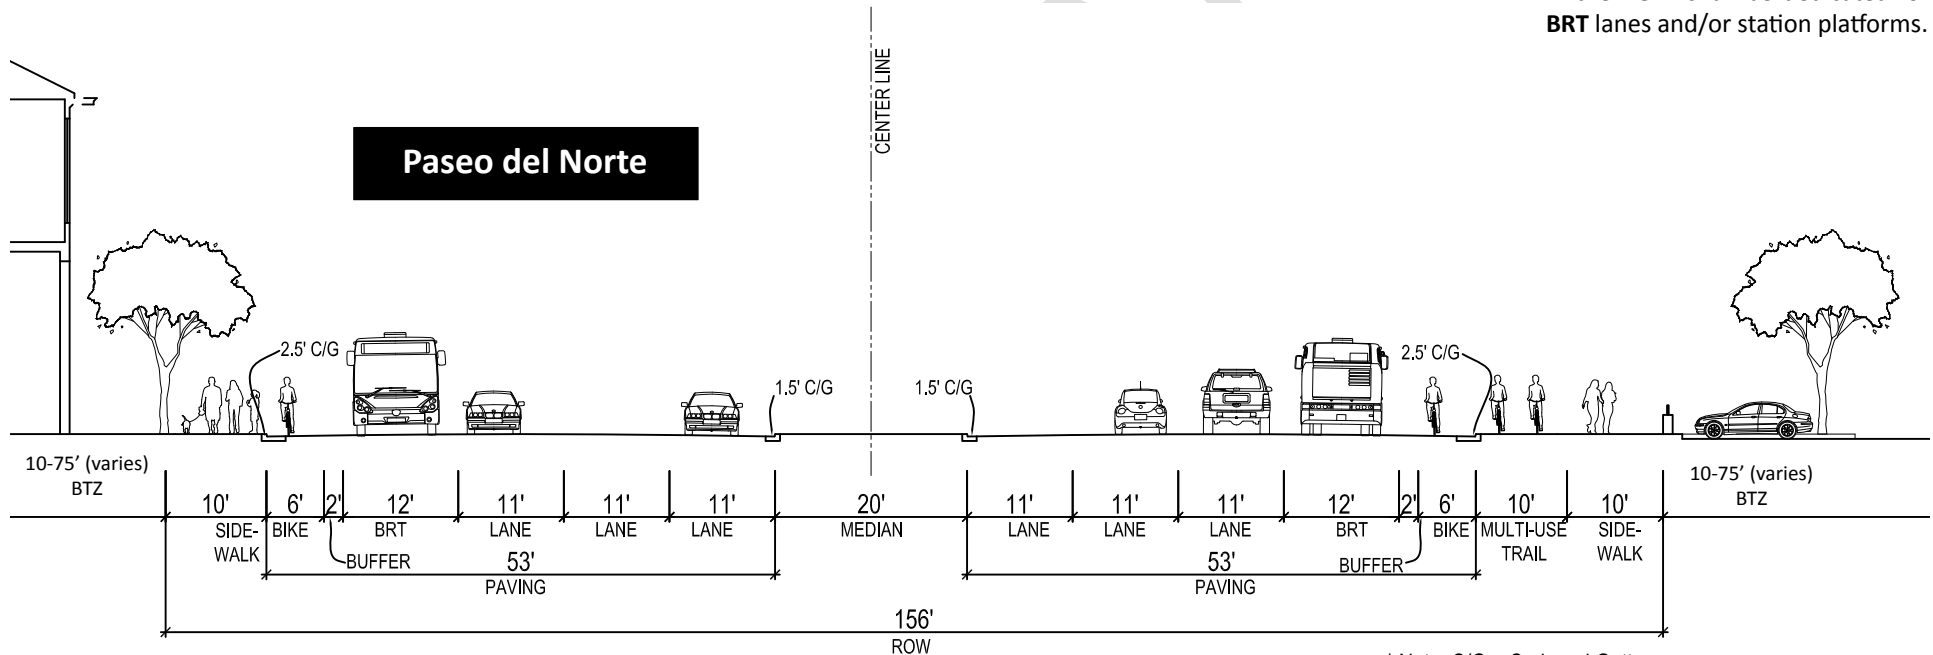 BRT lanes and/or station platforms.
CENTER LINE
Paseo del Norte
2.5' C/G
1.5' C/G
1.5' C/G
2.5' C/G
10-75' (varies)
BTZ
10-75' (varies)
BTZ
10' 6' 2' 12' 11' 11' 11' 20' 11' 11' 11' 12' 2' 6' 10' 10'
SIDE- BIKE BRT LANE LANE LANE MEDIAN LANE LANE LANE BRT BIKE MULTI-USE SIDE-
WALK TRAIL WALK
BUFFER 53' 53' BUFFER
PAVING PAVING
156'
ROW